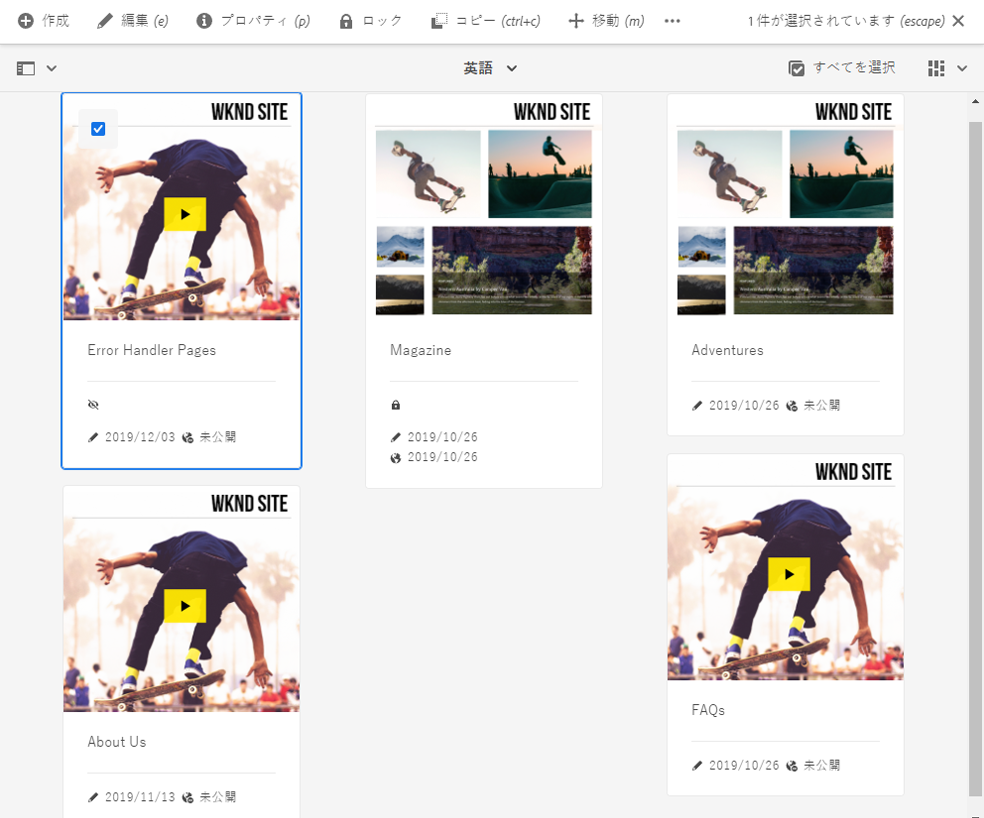 作成 編集 (e) プロパティ (p) ロック コピー (ctrl+c) 移動 (m) 1 件が選択されています (escape)
英語 すべてを選択
WKND SITE
Error Handler Pages
2019/12/03 未公開
WKND SITE
Magazine
2019/10/26
2019/10/26
WKND SITE
Adventures
2019/10/26 未公開
WKND SITE
About Us
2019/11/13 未公開
WKND SITE
FAQs
2019/10/26 未公開